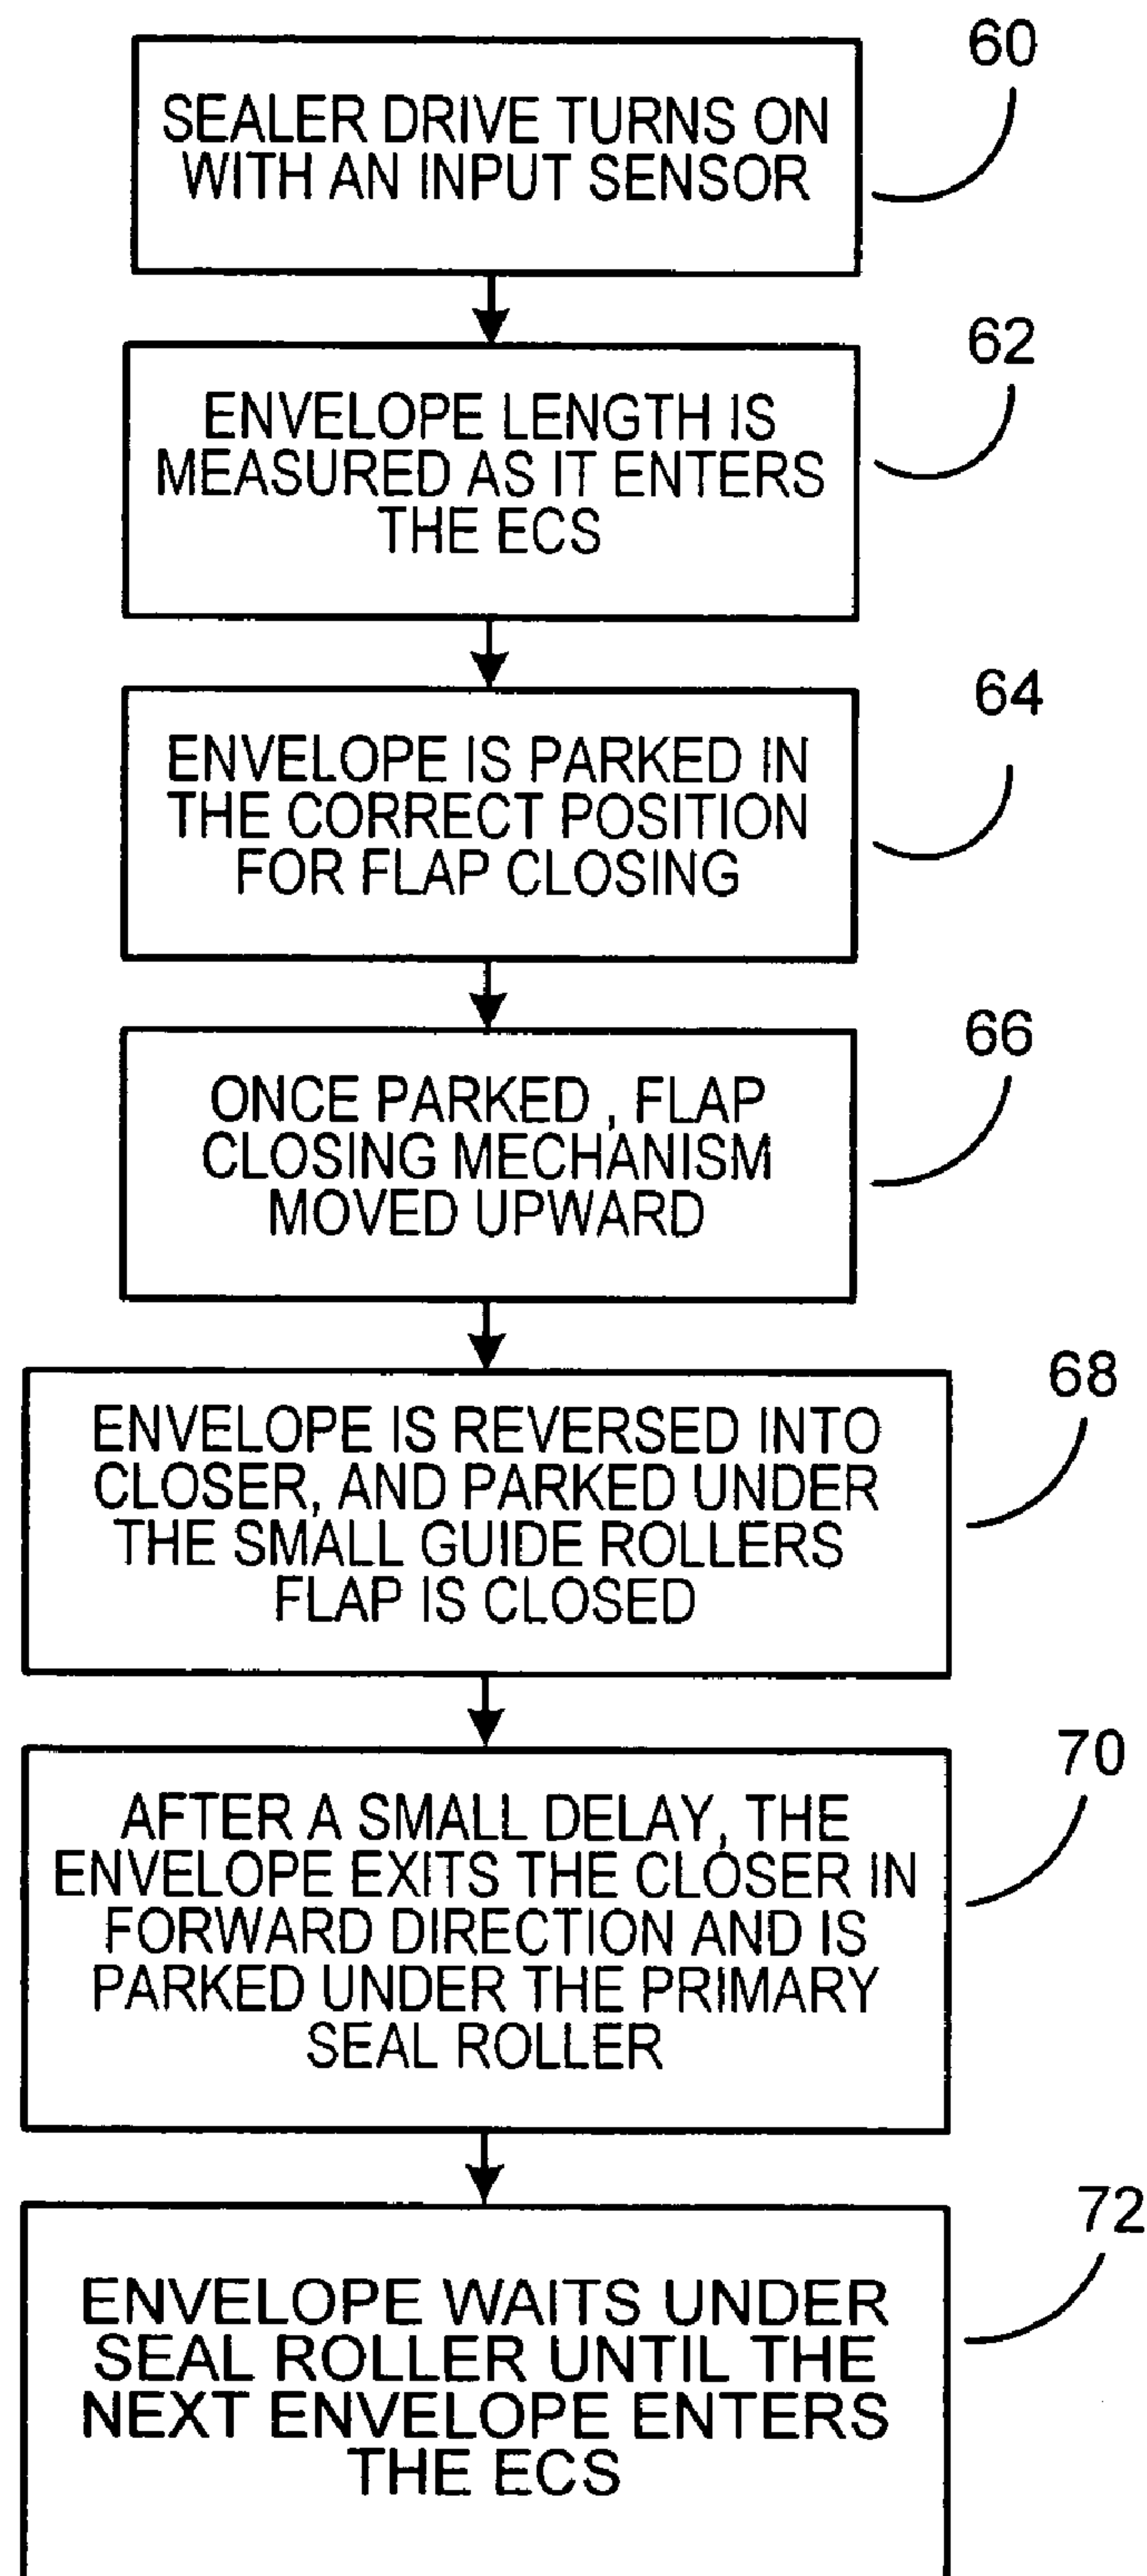 60
SEALER DRIVE TURNS ON
WITH AN INPUT SENSOR
62
ENVELOPE LENGTH IS
MEASURED AS IT ENTERS
THE ECS
64
ENVELOPE IS PARKED IN
THE CORRECT POSITION
FOR FLAP CLOSING
66
ONCE PARKED , FLAP
CLOSING MECHANISM
MOVED UPWARD
68
ENVELOPE IS REVERSED INTO
CLOSER, AND PARKED UNDER
THE SMALL GUIDE ROLLERS
FLAP IS CLOSED
70
AFTER A SMALL DELAY, THE
ENVELOPE EXITS THE CLOSER IN
FORWARD DIRECTION AND IS
PARKED UNDER THE PRIMARY
SEAL ROLLER
72
ENVELOPE WAITS UNDER
SEAL ROLLER UNTIL THE
NEXT ENVELOPE ENTERS
THE ECS